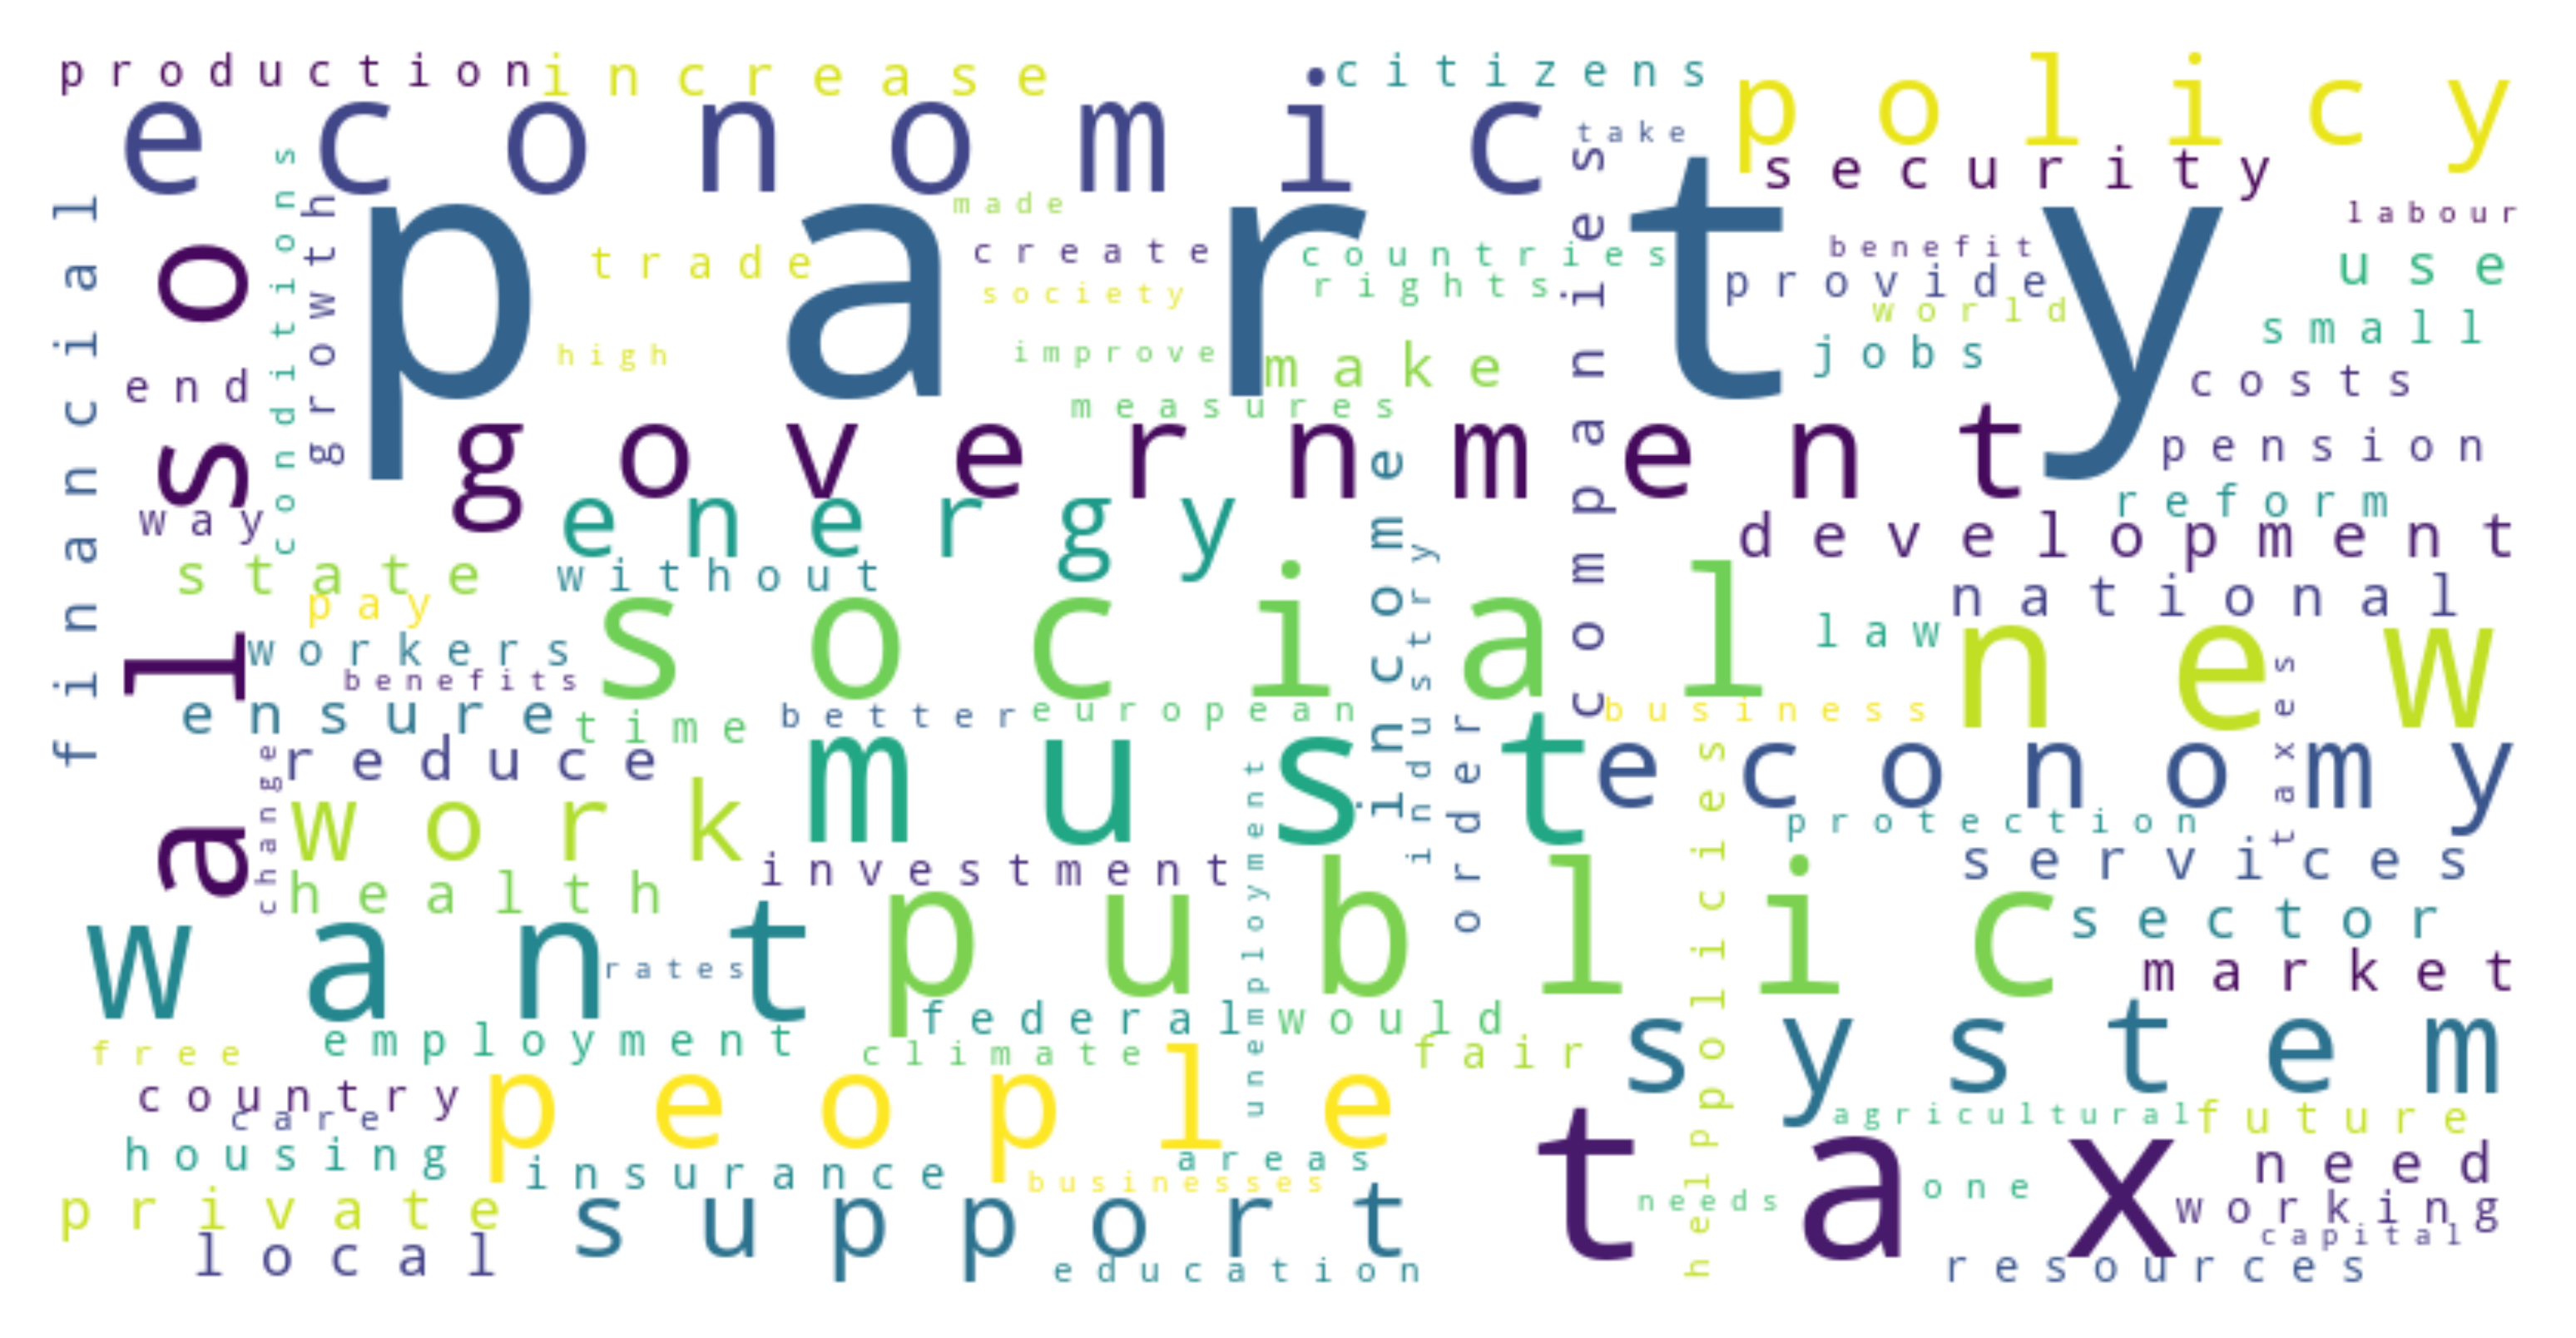 production
increase
citizens
policy
economic
take
security
conditions
financial
also
growth
made
labour
party
trade
create
countries
companies
benefit
use
society
rights
provide
world
small
high
improve
make
jobs
costs
end
measures
government
pension
income
way
energy
reform
development
state
without
industry
pay
social
law
national
workers
new
benefits
ensure
time
better
european
business
taxes
order
reduce
must
economy
change
work
unemployment
policies
protection
investment
services
health
want
public
sector
rates
market
federal
would
system
free
employment
climate
fair
country
people
care
agricultural
future
tax
housing
insurance
areas
need
businesses
help
needs
one
private
support
working
local
capital
education
resources